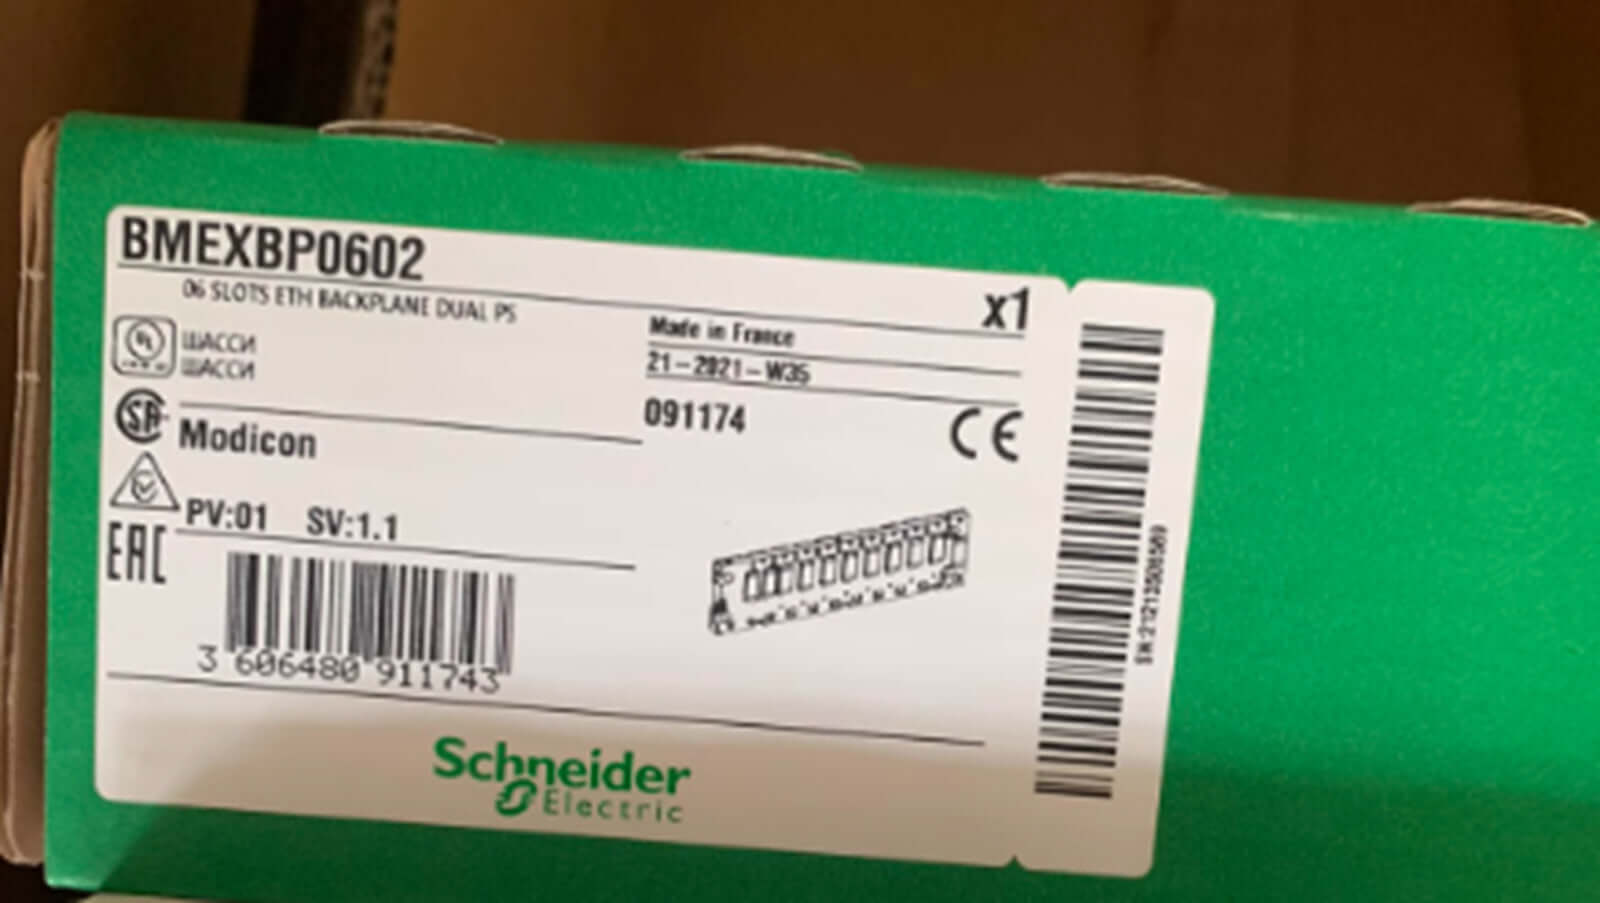 BMEXBP0602
06 SLOTS ETH BACKPLANE DUAL PS
x1
ШАССИ
ШАССИ
Made in France
21-2021-W35
091174
CE
Modicon
PV:01 SV:1.1
EAC
3 606480 911743
Schneider
Electric